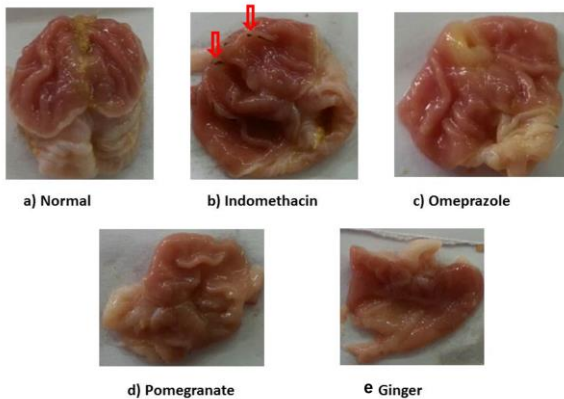 a) Normal
b) Indomethacin
c) Omeprazole
d) Pomegranate
e Ginger